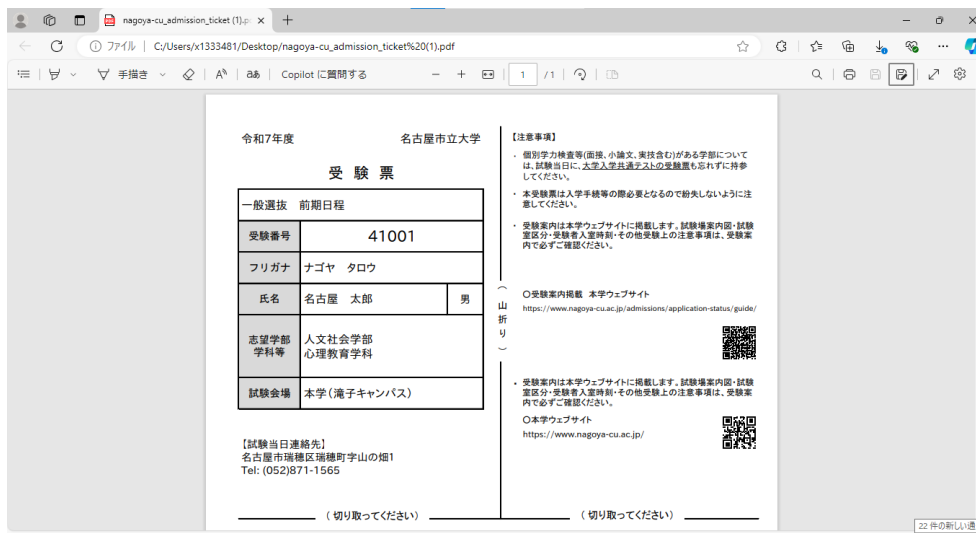 nagoya-cu_admission_ticket (1).p
ファイル C:/Users/x1333481/Desktop/nagoya-cu_admission_ticket%20(1).pdf
手描き Copilot に質問する 1 /1
令和7年度 名古屋市立大学
受 験 票
一般選抜 前期日程
受験番号 41001
フリガナ ナゴヤ タロウ
氏名 名古屋 太郎 男
志望学部
学科等
人文社会学部
心理教育学科
試験会場 本学(滝子キャンパス)
【試験当日連絡先】
名古屋市瑞穂区瑞穂町字山の畑1
Tel: (052)871-1565
(切り取ってください)
(山折り)
【注意事項】
・ 個別学力検査等(面接、小論文、実技含む)がある学部について
は、試験当日に、大学入学共通テストの受験票も忘れずに持参
してください。
・ 本受験票は入学手続等の際必要となるので紛失しないように注
意してください。
・ 受験案内は本学ウェブサイトに掲載します。試験場案内図・試験
室区分・受験者入室時刻・その他受験上の注意事項は、受験案
内で必ずご確認ください。
○受験案内掲載 本学ウェブサイト
https://www.nagoya-cu.ac.jp/admissions/application-status/guide/
・ 受験案内は本学ウェブサイトに掲載します。試験場案内図・試験
室区分・受験者入室時刻・その他受験上の注意事項は、受験案
内で必ずご確認ください。
○本学ウェブサイト
https://www.nagoya-cu.ac.jp/
(切り取ってください)
22 件の新しい通